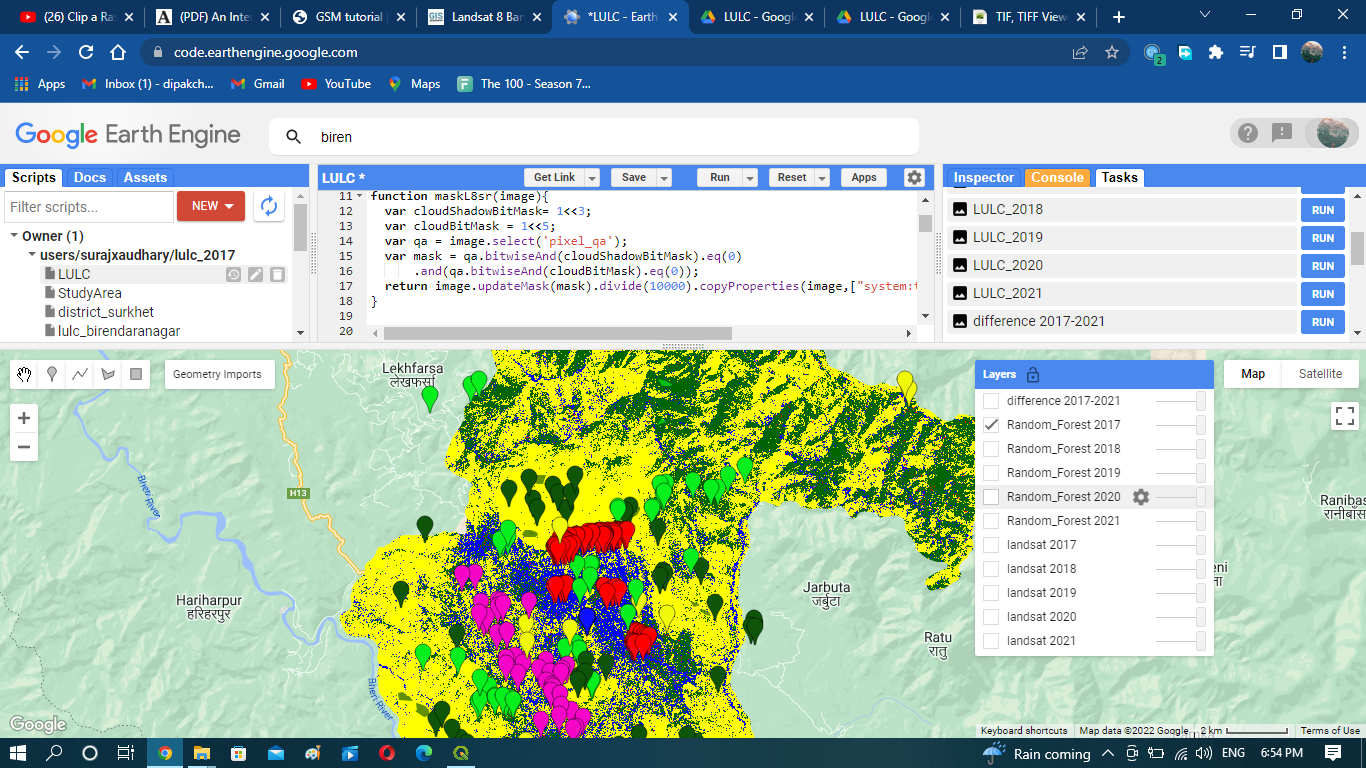 (26) Clip a Ra
(PDF) An Inte
GSM tutorial
Landsat 8 Bar
*LULC - Earth
LULC - Googl
LULC - Googl
TIF, TIFF View
code.earthengine.google.com
2
Apps
Inbox (1) - dipakch...
Gmail
YouTube
Maps
The 100 - Season 7...
Google Earth Engine
biren
Scripts Docs Assets
Filter scripts...
NEW
Owner (1)
users/surajxaudhary/lulc_2017
LULC
StudyArea
district_surkhet
lulc_birendaranagar
LULC *
Get Link
Save
Run
Reset
Apps
11 function maskL8sr(image){
12 var cloudShadowBitMask= 1<<3;
13 var cloudBitMask = 1<<5;
14 var qa = image.select('pixel_qa');
15 var mask = qa.bitwiseAnd(cloudShadowBitMask).eq(0)
16 .and(qa.bitwiseAnd(cloudBitMask).eq(0));
17 return image.updateMask(mask).divide(10000).copyProperties(image,["system:t
18 }
19
20
Inspector Console Tasks
LULC_2018 RUN
LULC_2019 RUN
LULC_2020 RUN
LULC_2021 RUN
difference 2017-2021 RUN
Geometry Imports
Lekhfarsa
लेखफर्सा
H13
Bheri River
Hariharpur
हरिहरपुर
Bheri River
Jarbuta
जर्बुटा
Ratu
रातु
Ranibas
रानीबाँस
ni
ना
Layers
difference 2017-2021
Random_Forest 2017
Random_Forest 2018
Random_Forest 2019
Random_Forest 2020
Random_Forest 2021
landsat 2017
landsat 2018
landsat 2019
landsat 2020
landsat 2021
Map Satellite
Google
Keyboard shortcuts
Map data ©2022 Google
2 km
Terms of Use
Rain coming
ENG
6:54 PM